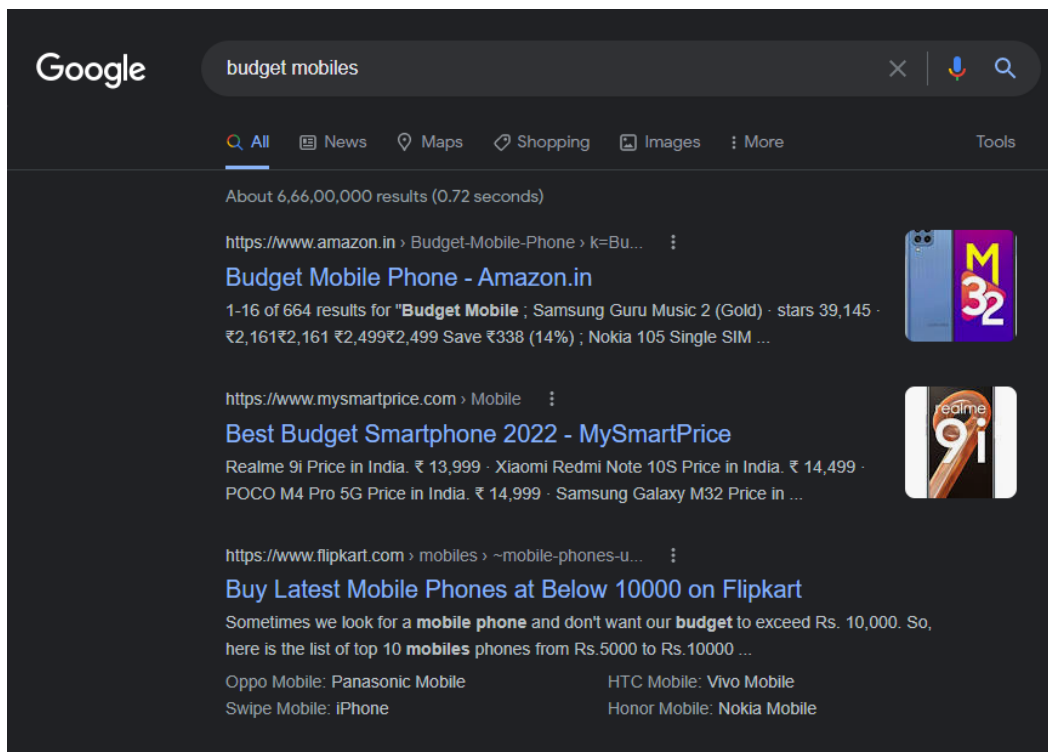 Google
budget mobiles
All News Maps Shopping Images More Tools
About 6,66,00,000 results (0.72 seconds)
https://www.amazon.in › Budget-Mobile-Phone › k=Bu...
Budget Mobile Phone - Amazon.in
1-16 of 664 results for "Budget Mobile ; Samsung Guru Music 2 (Gold) · stars 39,145 ·
₹2,161₹2,161 ₹2,499₹2,499 Save ₹338 (14%) ; Nokia 105 Single SIM ...
M
32
https://www.mysmartprice.com › Mobile
Best Budget Smartphone 2022 - MySmartPrice
Realme 9i Price in India. ₹ 13,999 · Xiaomi Redmi Note 10S Price in India. ₹ 14,499 ·
POCO M4 Pro 5G Price in India. ₹ 14,999 · Samsung Galaxy M32 Price in ...
realme
9i
https://www.flipkart.com › mobiles › ~mobile-phones-u...
Buy Latest Mobile Phones at Below 10000 on Flipkart
Sometimes we look for a mobile phone and don't want our budget to exceed Rs. 10,000. So,
here is the list of top 10 mobiles phones from Rs.5000 to Rs.10000 ...
Oppo Mobile: Panasonic Mobile HTC Mobile: Vivo Mobile
Swipe Mobile: iPhone Honor Mobile: Nokia Mobile